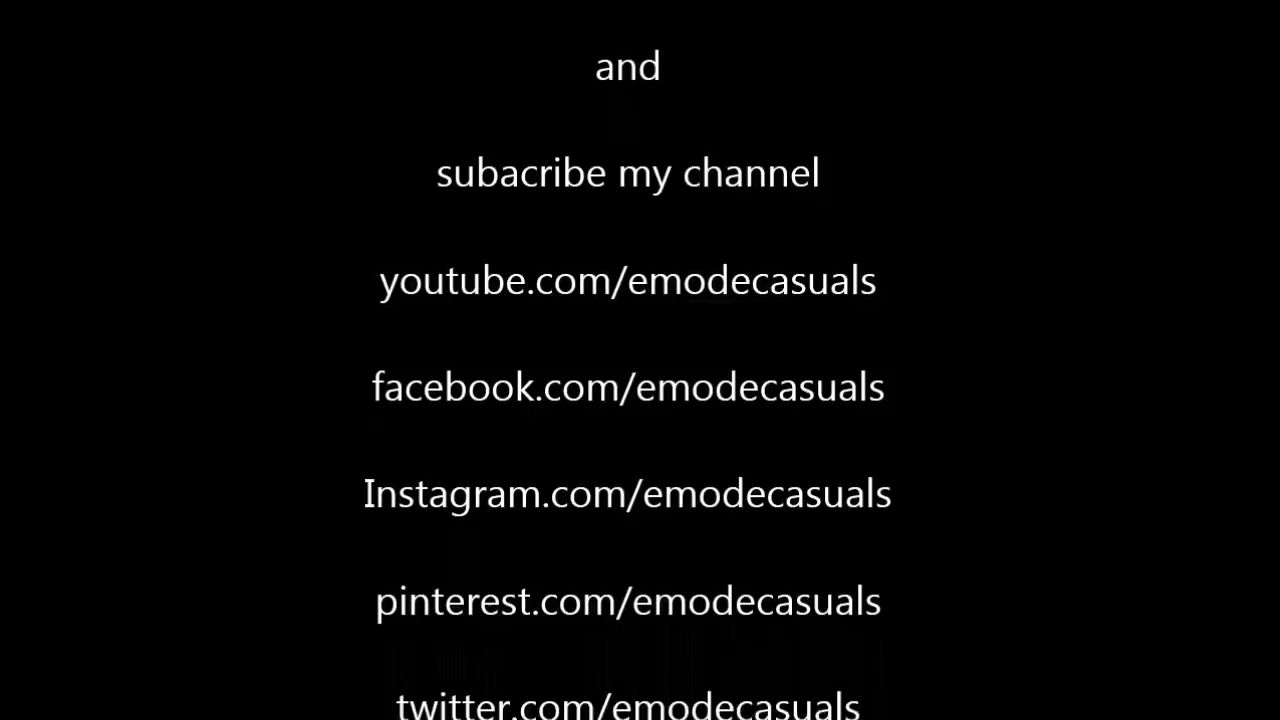 and
subacribe my channel
youtube.com/emodecasuals
facebook.com/emodecasuals
Instagram.com/emodecasuals
pinterest.com/emodecasuals
twitter.com/emodecasuals